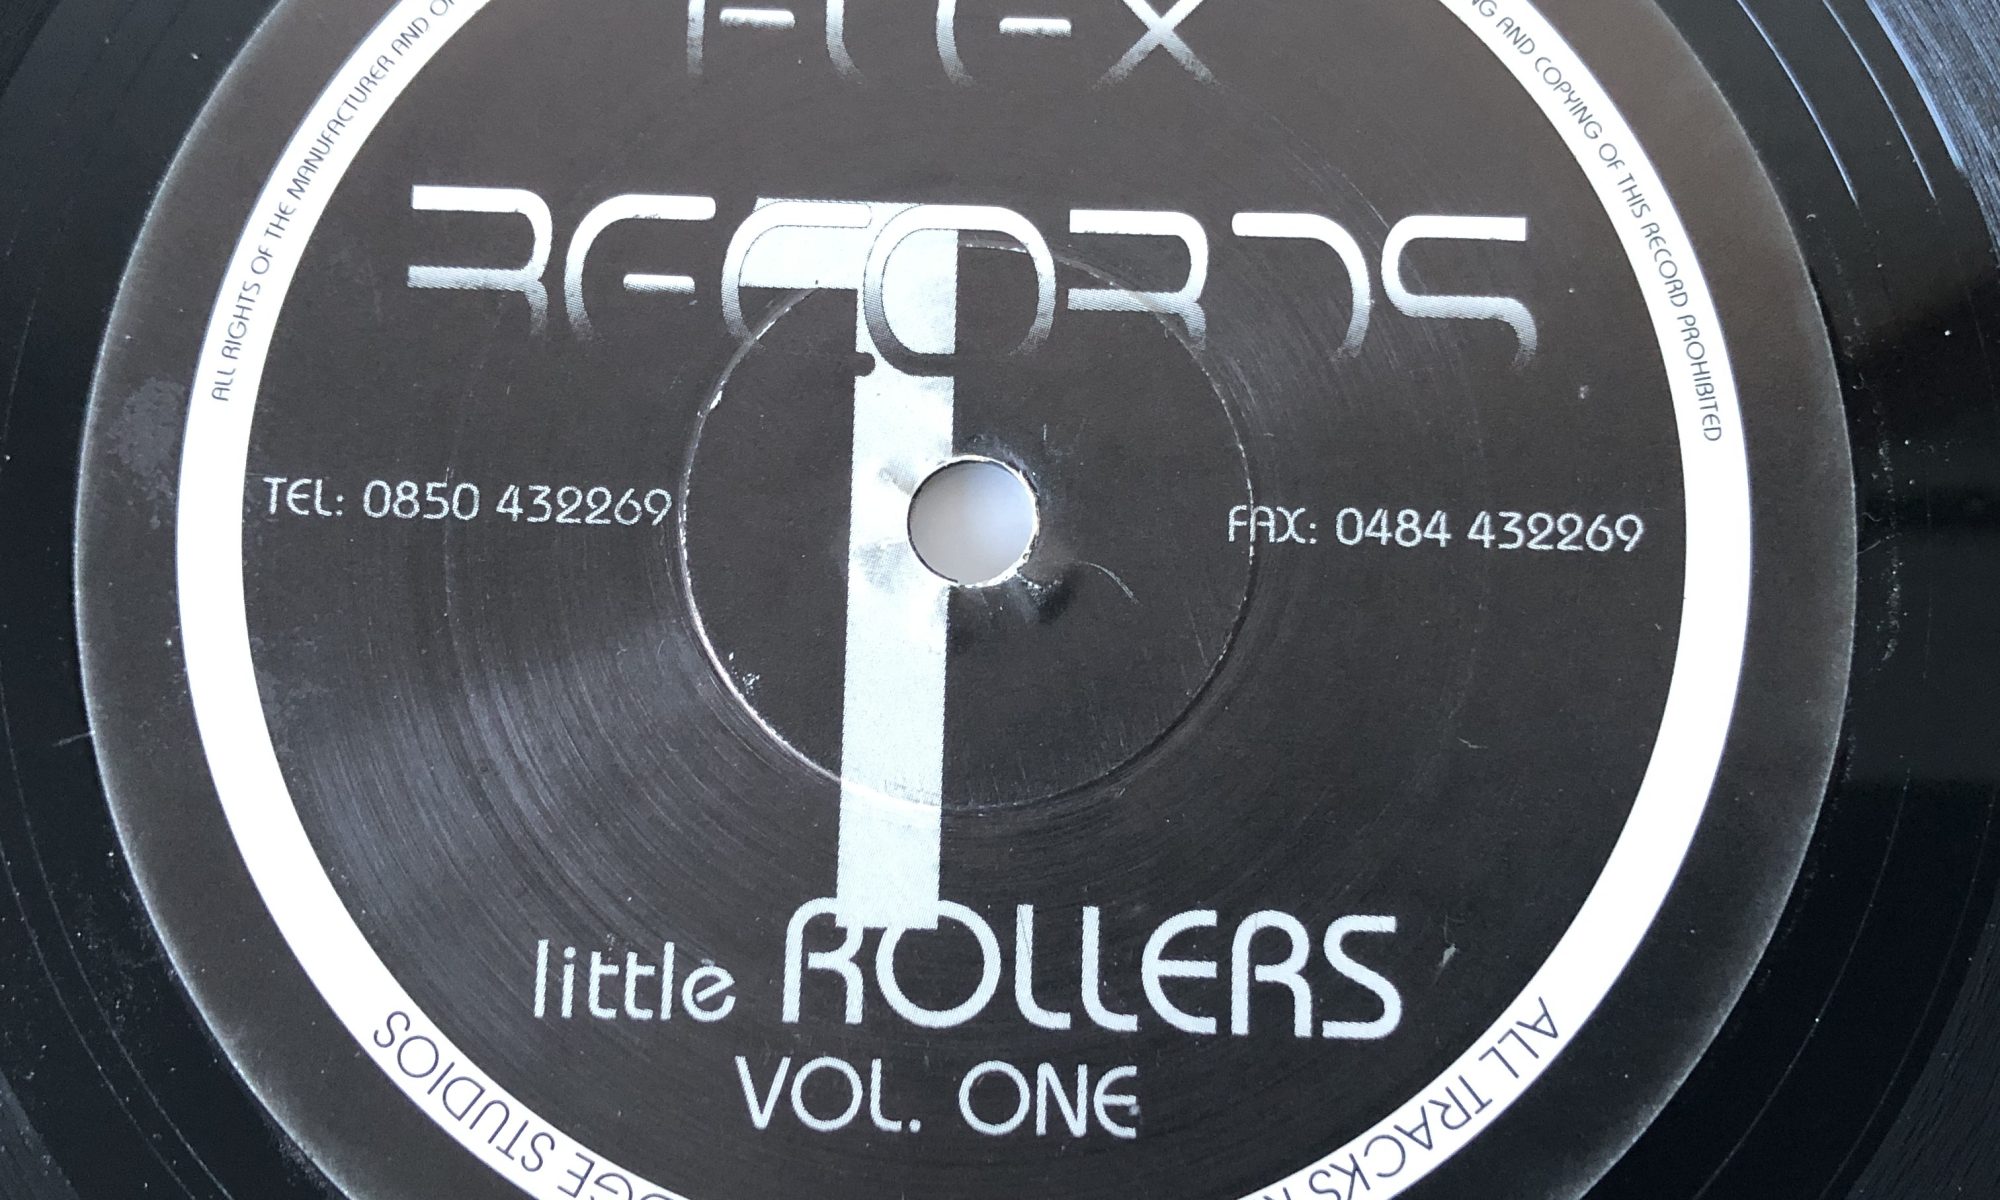 RECORDS
ALL RIGHTS OF THE MANUFACTURER AND
AND COPYING OF THIS RECORD PROHIBITED
TEL: 0850 432269
FAX: 0484 432269
1
little ROLLERS
VOL. ONE
ALL TRACKS
STUDIOS